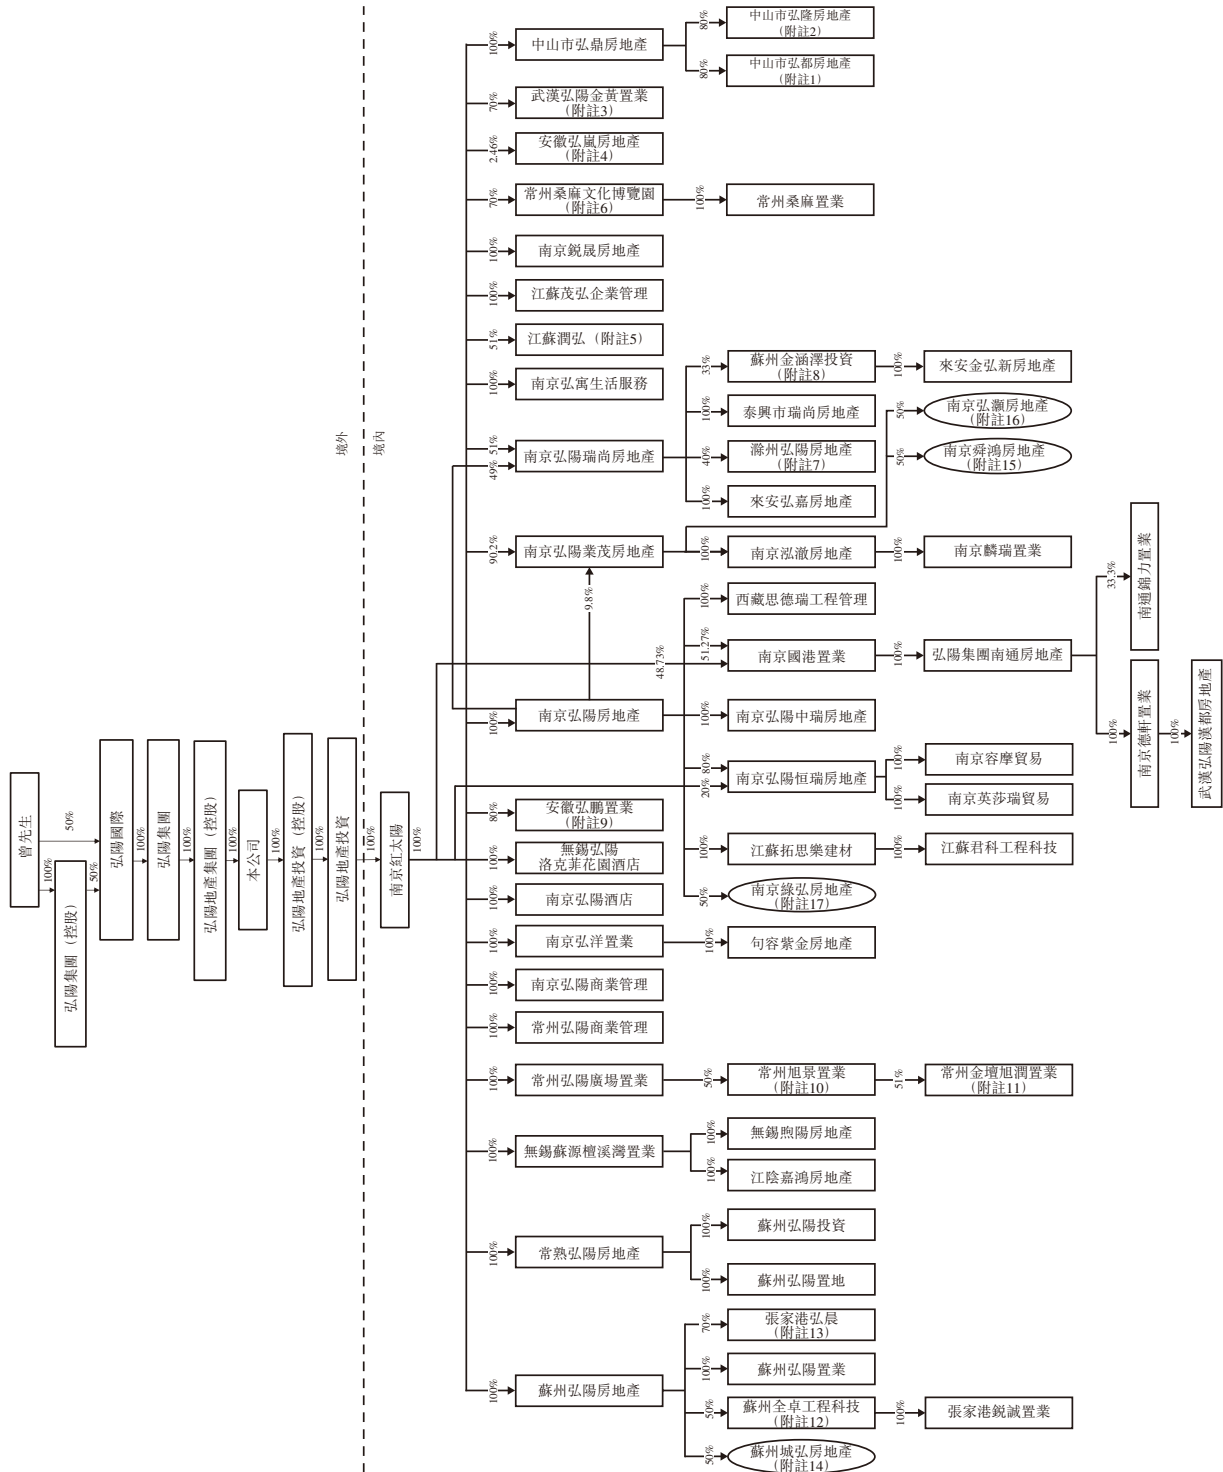 曾先生
100%
50%
弘陽集團（控股）
50%
弘陽國際
100%
弘陽集團
100%
弘陽地產集團（控股）
100%
本公司
100%
弘陽地產投資（控股）
100%
弘陽地產投資
境外
境內
100%
南京紅太陽
100%
100%
中山市弘鼎房地產
80%
中山市弘隆房地產
(附註2)
80%
中山市弘都房地產
(附註1)
70%
武漢弘陽金黃置業
(附註3)
2.46%
安徽弘嵐房地產
(附註4)
70%
常州桑麻文化博覽園
(附註6)
100%
常州桑麻置業
100%
南京銳晟房地產
100%
江蘇茂弘企業管理
51%
江蘇潤弘（附註5）
100%
南京弘寓生活服務
51%
49%
南京弘陽瑞尚房地產
33%
蘇州金涵澤投資
(附註8)
100%
來安金弘新房地產
100%
泰興市瑞尚房地產
40%
滁州弘陽房地產
(附註7)
100%
來安弘嘉房地產
50%
南京弘灝房地產
(附註16)
50%
南京舜鴻房地產
(附註15)
90.2%
南京弘陽業茂房地產
100%
南京泓澈房地產
100%
南京麟瑞置業
9.8%
100%
南京弘陽房地產
100%
西藏思德瑞工程管理
51.27%
48.73%
南京國港置業
100%
弘陽集團南通房地產
33.3%
南通錦力置業
100%
南京德軒置業
100%
武漢弘陽漢都房地產
100%
南京弘陽中瑞房地產
80%
20%
南京弘陽恒瑞房地產
100%
南京容摩貿易
100%
南京英莎瑞貿易
100%
江蘇拓思樂建材
100%
江蘇君科工程科技
50%
南京綠弘房地產
(附註17)
80%
安徽弘鵬置業
(附註9)
100%
無錫弘陽
洛克菲花園酒店
100%
南京弘陽酒店
100%
南京弘洋置業
100%
句容紫金房地產
100%
南京弘陽商業管理
100%
常州弘陽商業管理
100%
常州弘陽廣場置業
50%
常州旭景置業
(附註10)
51%
常州金壇旭潤置業
(附註11)
100%
無錫蘇源檀溪灣置業
100%
無錫煦陽房地產
100%
江陰嘉鴻房地產
100%
常熟弘陽房地產
100%
蘇州弘陽投資
100%
蘇州弘陽置地
100%
蘇州弘陽房地產
70%
張家港弘晨
(附註13)
100%
蘇州弘陽置業
50%
蘇州全卓工程科技
(附註12)
100%
張家港銳誠置業
50%
蘇州城弘房地產
(附註14)